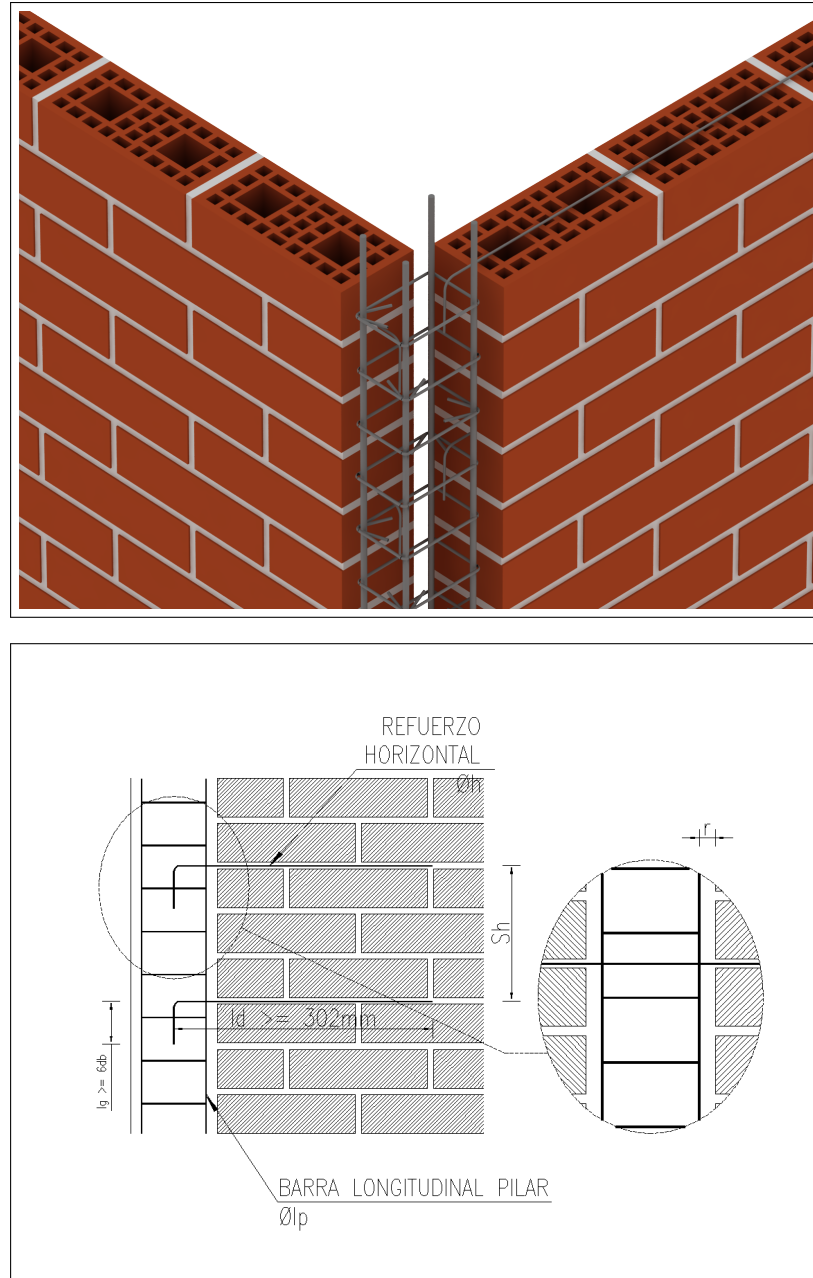 REFUERZO
HORIZONTAL
Øh
r
Sh
ld >= 302mm
lg >= 6db
BARRA LONGITUDINAL PILAR
Ølp